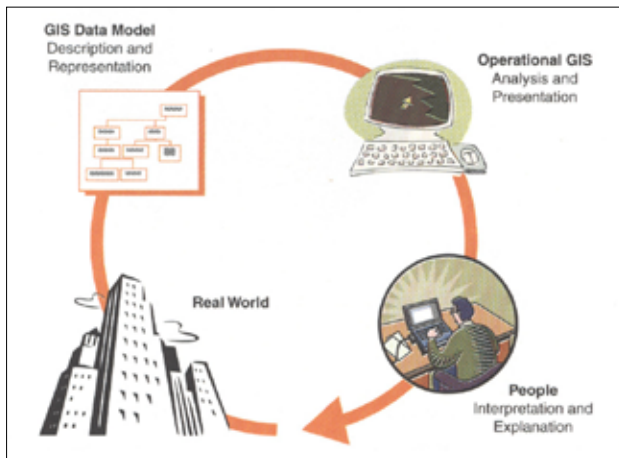 GIS Data Model
Description and
Representation
Operational GIS
Analysis and
Presentation
Real World
People
Interpretation and
Explanation